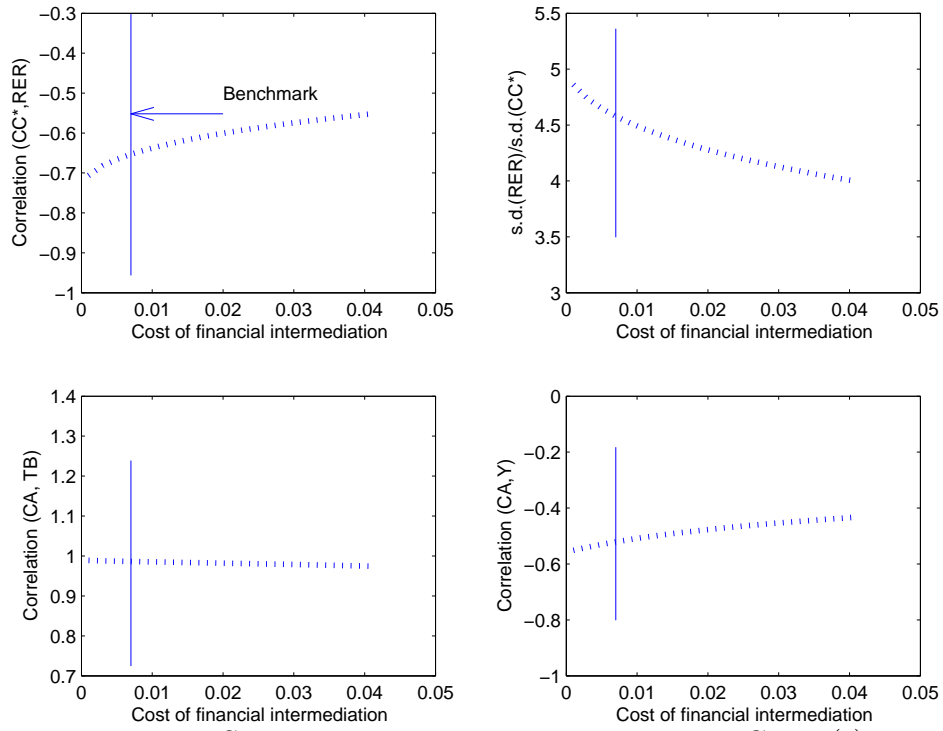 −0.3
−0.4
−0.5
−0.6
−0.7
−0.8
−0.9
−1
Correlation (CC*,RER)
Benchmark
0 0.01 0.02 0.03 0.04 0.05
Cost of financial intermediation
5.5
5
4.5
4
3.5
3
s.d.(RER)/s.d.(CC*)
0 0.01 0.02 0.03 0.04 0.05
Cost of financial intermediation
1.4
1.3
1.2
1.1
1
0.9
0.8
0.7
Correlation (CA, TB)
0 0.01 0.02 0.03 0.04 0.05
Cost of financial intermediation
0
−0.2
−0.4
−0.6
−0.8
−1
Correlation (CA,Y)
0 0.01 0.02 0.03 0.04 0.05
Cost of financial intermediation